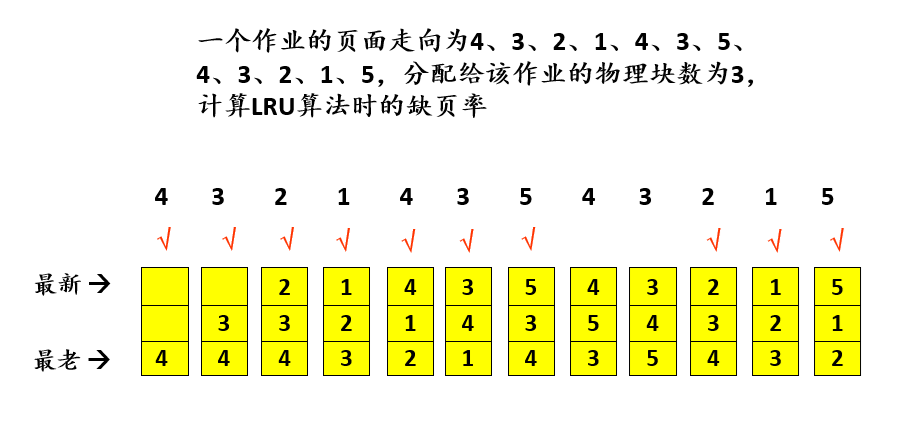 一个作业的页面走向为4、3、2、1、4、3、5、
4、3、2、1、5，分配给该作业的物理块数为3，
计算LRU算法时的缺页率
4 3 2 1 4 3 5 4 3 2 1 5
√ √ √ √ √ √ √ √ √ √
最新→ 2 1 4 3 5 4 3 2 1 5
3 3 2 1 4 3 5 4 3 2 1
最老→ 4 4 4 3 2 1 4 3 5 4 3 2